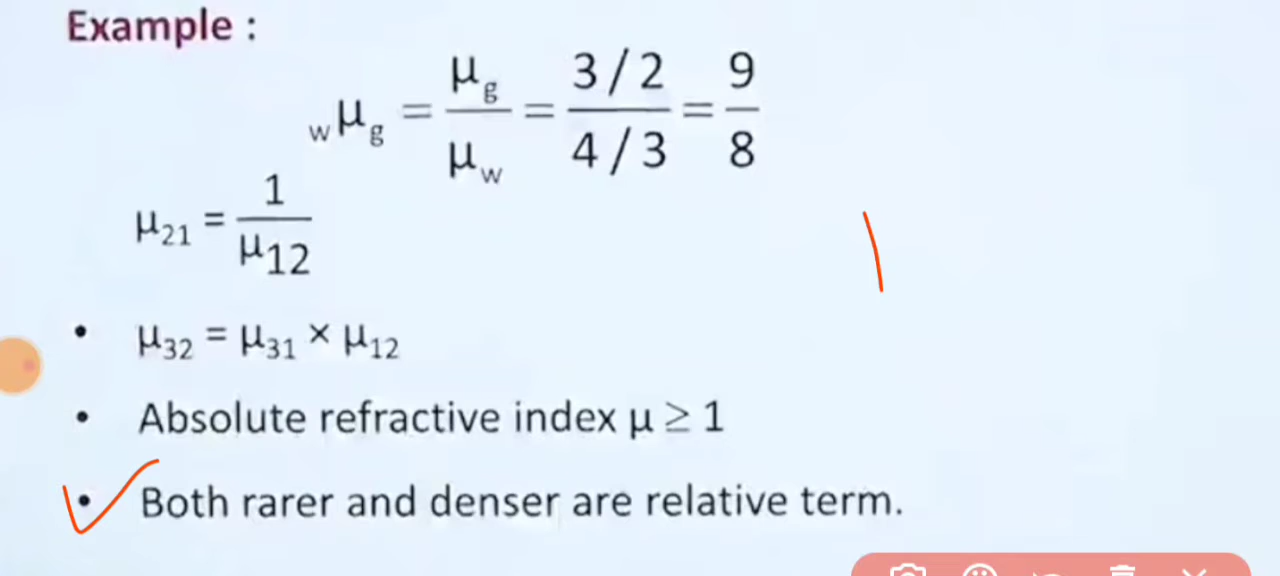 Example :
wμg = μg / μw = 3/2 / 4/3 = 9/8
μ21 = 1/μ12
• μ32 = μ31 × μ12
• Absolute refractive index μ ≥ 1
• Both rarer and denser are relative term.